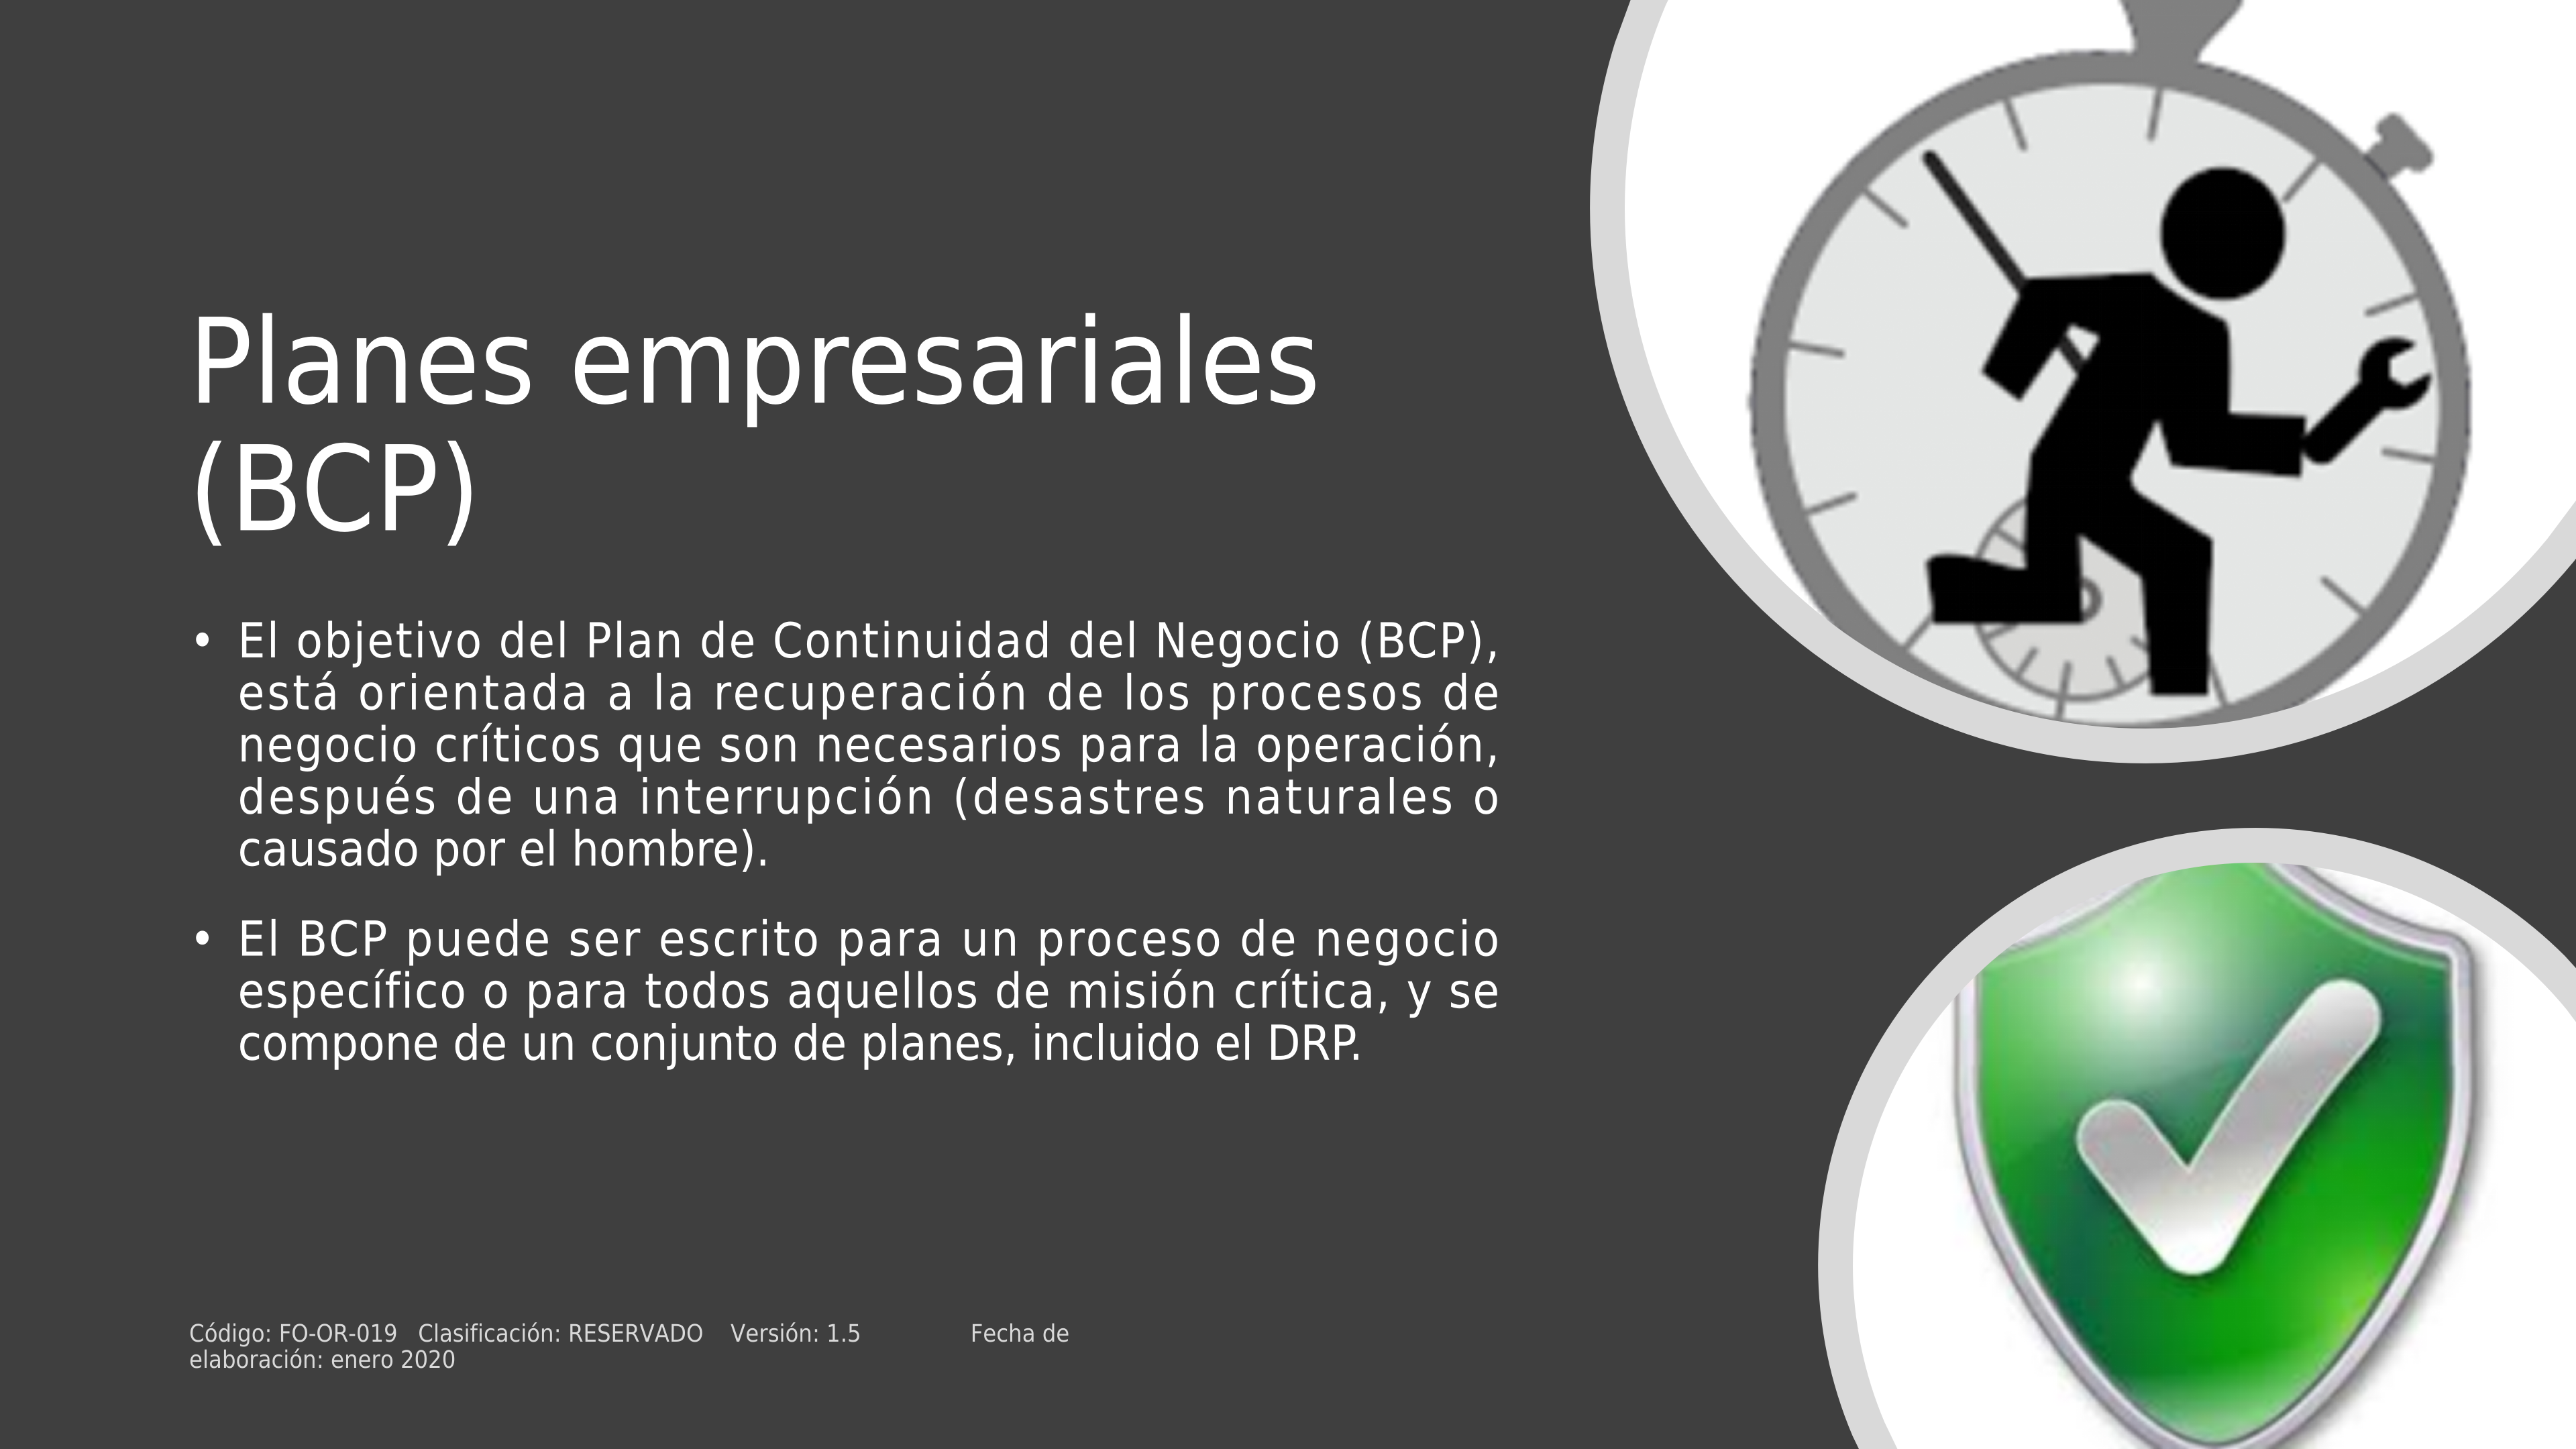 Planes empresariales
(BCP)
• El objetivo del Plan de Continuidad del Negocio (BCP),
está orientada a la recuperación de los procesos de
negocio críticos que son necesarios para la operación,
después de una interrupción (desastres naturales o
causado por el hombre).
• El BCP puede ser escrito para un proceso de negocio
específico o para todos aquellos de misión crítica, y se
compone de un conjunto de planes, incluido el DRP.
Código: FO-OR-019 Clasificación: RESERVADO Versión: 1.5 Fecha de
elaboración: enero 2020